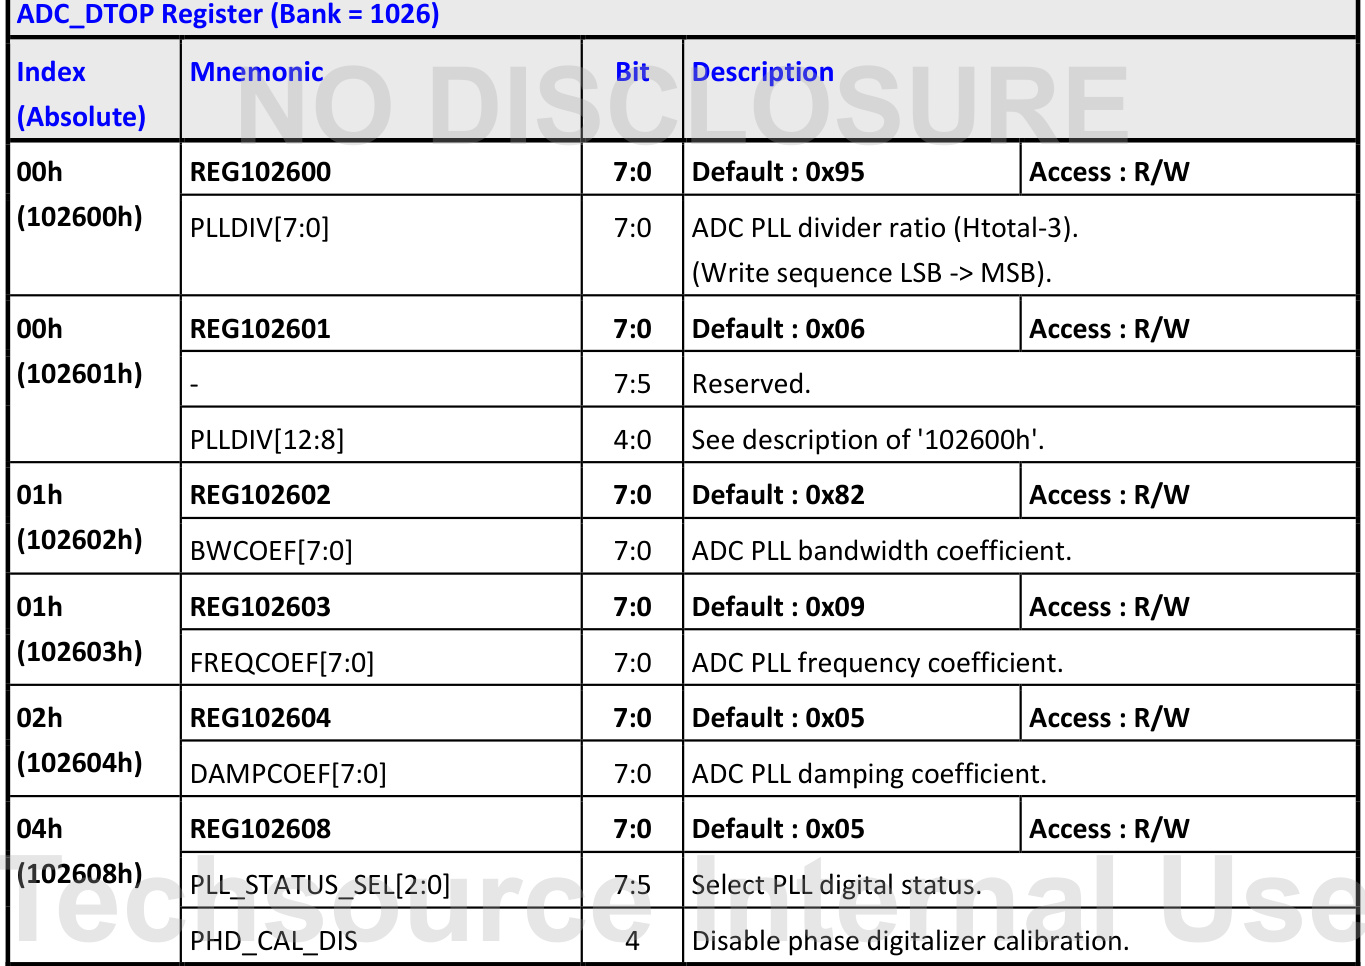 ADC_DTOP Register (Bank = 1026)
Index (Absolute) Mnemonic Bit Description
NO DISCLOSURE
00h (102600h) REG102600 7:0 Default : 0x95 Access : R/W
PLLDIV[7:0] 7:0 ADC PLL divider ratio (Htotal-3).
(Write sequence LSB -> MSB).
00h (102601h) REG102601 7:0 Default : 0x06 Access : R/W
- 7:5 Reserved.
PLLDIV[12:8] 4:0 See description of '102600h'.
01h (102602h) REG102602 7:0 Default : 0x82 Access : R/W
BWCOEF[7:0] 7:0 ADC PLL bandwidth coefficient.
01h (102603h) REG102603 7:0 Default : 0x09 Access : R/W
FREQCOEF[7:0] 7:0 ADC PLL frequency coefficient.
02h (102604h) REG102604 7:0 Default : 0x05 Access : R/W
DAMPCOEF[7:0] 7:0 ADC PLL damping coefficient.
04h (102608h) REG102608 7:0 Default : 0x05 Access : R/W
PLL_STATUS_SEL[2:0] 7:5 Select PLL digital status.
Techsource Internal Use
PHD_CAL_DIS 4 Disable phase digitalizer calibration.